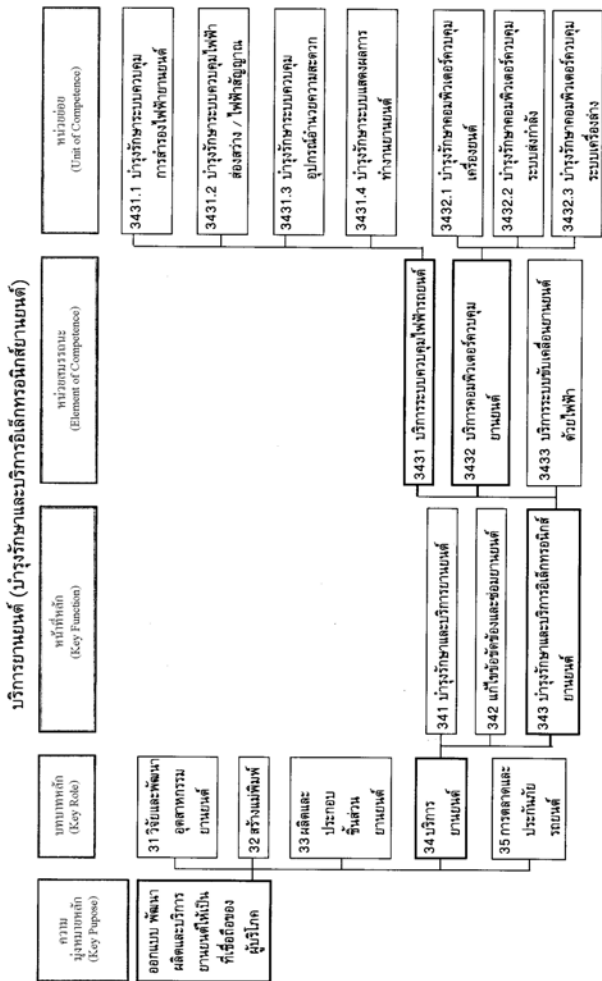 บริการยานยนต์ (บำรุงรักษาและบริการอิเล็กทรอนิกส์ยานยนต์)
ความ
มุ่งหมายหลัก
(Key Pupose)
บทบาทหลัก
(Key Role)
หน้าที่หลัก
(Key Function)
หน่วยสมรรถนะ
(Element of Competence)
หน่วยย่อย
(Unit of Competence)
ออกแบบ พัฒนา
ผลิตและบริการ
ยานยนต์ให้เป็น
ที่เชื่อถือของ
ผู้บริโภค
31 วิจัยและพัฒนา
อุตสาหกรรม
ยานยนต์
32 สร้างแม่พิมพ์
33 ผลิตและ
ประกอบ
ชิ้นส่วน
ยานยนต์
34 บริการ
ยานยนต์
35 การตลาดและ
ประกันภัย
รถยนต์
341 บำรุงรักษาและบริการยานยนต์
342 แก้ไขข้อขัดข้องและซ่อมยานยนต์
343 บำรุงรักษาและบริการอิเล็กทรอนิกส์
ยานยนต์
3431 บริการระบบควบคุมไฟฟ้ารถยนต์
3432 บริการคอมพิวเตอร์ควบคุม
ยานยนต์
3433 บริการระบบขับเคลื่อนยานยนต์
ด้วยไฟฟ้า
3431.1 บำรุงรักษาระบบควบคุม
การสำรองไฟฟ้ายานยนต์
3431.2 บำรุงรักษาระบบควบคุมไฟฟ้า
ส่องสว่าง / ไฟฟ้าสัญญาณ
3431.3 บำรุงรักษาระบบควบคุม
อุปกรณ์อำนวยความสะดวก
3431.4 บำรุงรักษาระบบแสดงผลการ
ทำงานยานยนต์
3432.1 บำรุงรักษาคอมพิวเตอร์ควบคุม
เครื่องยนต์
3432.2 บำรุงรักษาคอมพิวเตอร์ควบคุม
ระบบส่งกำลัง
3432.3 บำรุงรักษาคอมพิวเตอร์ควบคุม
ระบบเครื่องล่าง